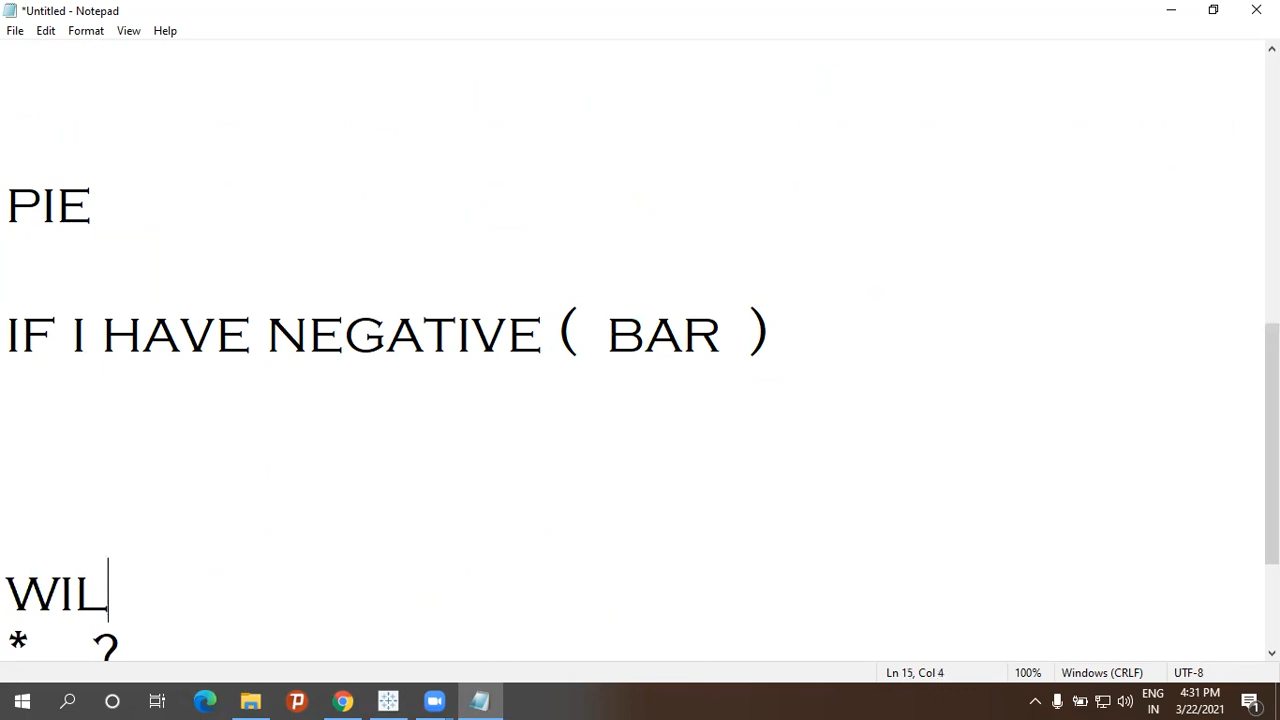 *Untitled - Notepad
File Edit Format View Help
PIE
IF I HAVE NEGATIVE ( BAR )
WIL
* ?
Ln 15, Col 4 100% Windows (CRLF) UTF-8
ENG 4:31 PM
IN 3/22/2021 1